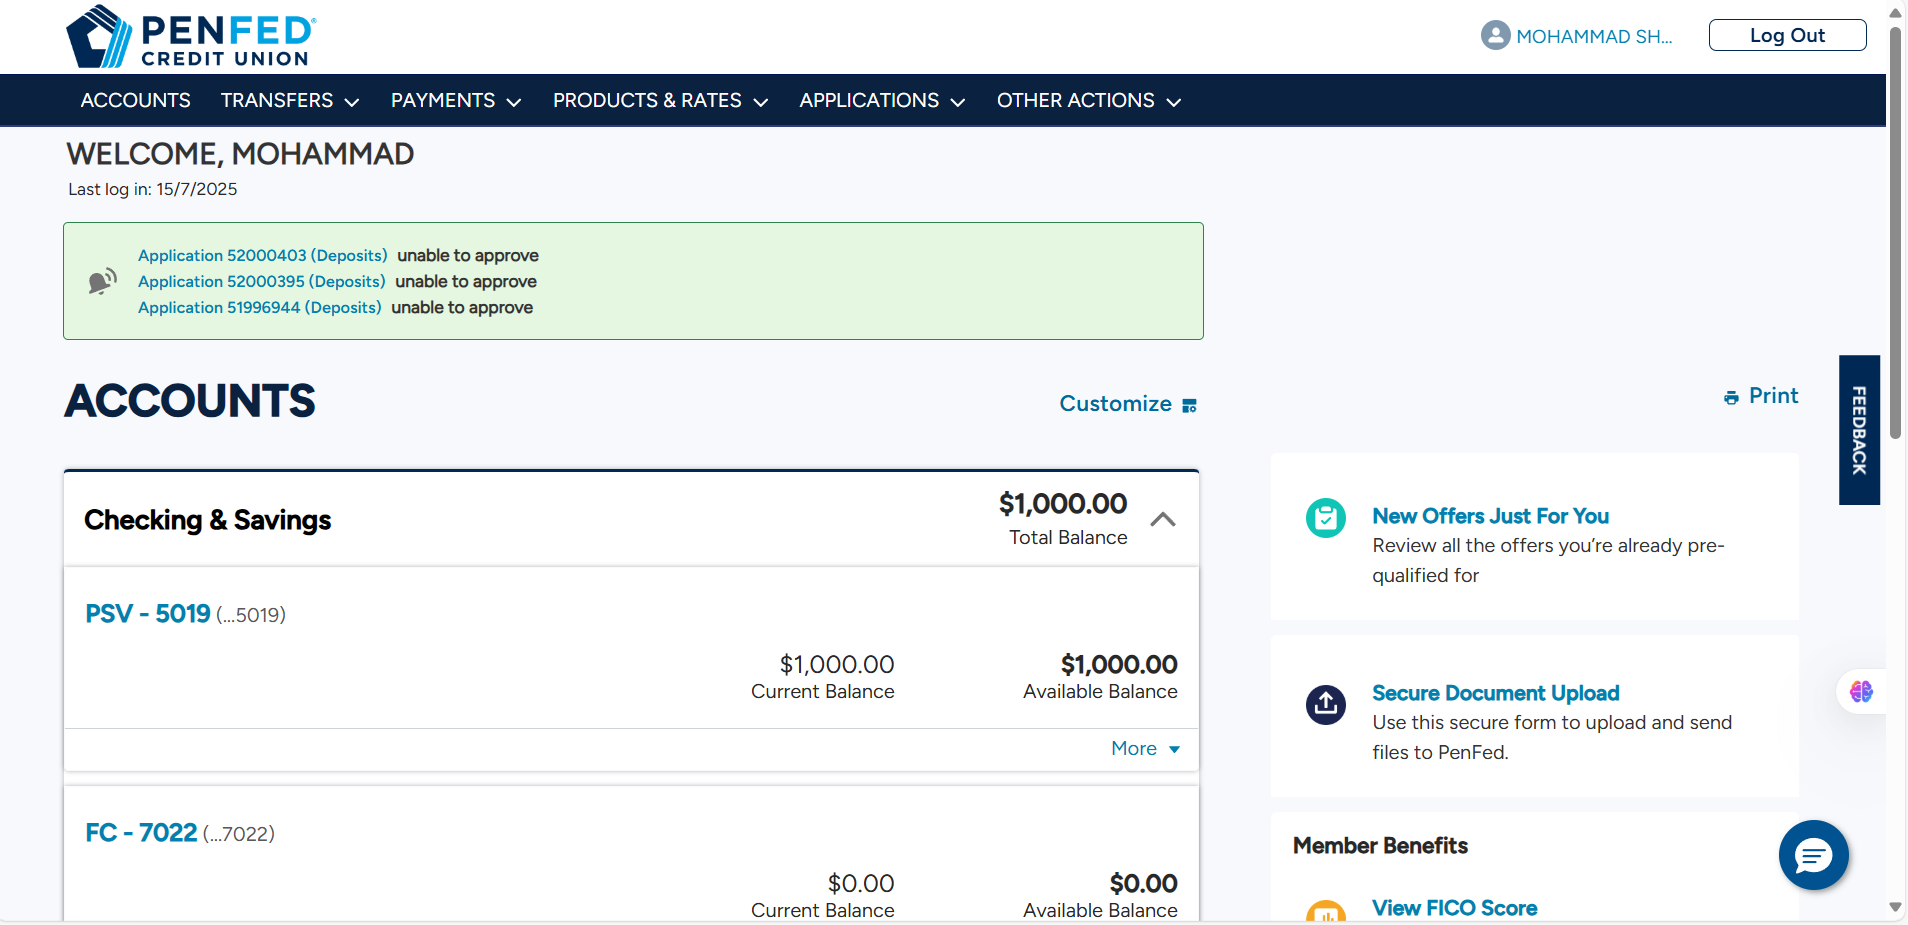 PENFED®
CREDIT UNION
MOHAMMAD SH...
Log Out
ACCOUNTS TRANSFERS PAYMENTS PRODUCTS & RATES APPLICATIONS OTHER ACTIONS
WELCOME, MOHAMMAD
Last log in: 15/7/2025
Application 52000403 (Deposits) unable to approve
Application 52000395 (Deposits) unable to approve
Application 51996944 (Deposits) unable to approve
ACCOUNTS
Customize
Print
FEEDBACK
Checking & Savings
$1,000.00
Total Balance
PSV - 5019 (...5019)
$1,000.00
Current Balance
$1,000.00
Available Balance
More
FC - 7022 (...7022)
$0.00
Current Balance
$0.00
Available Balance
New Offers Just For You
Review all the offers you’re already pre-
qualified for
Secure Document Upload
Use this secure form to upload and send
files to PenFed.
Member Benefits
View FICO Score